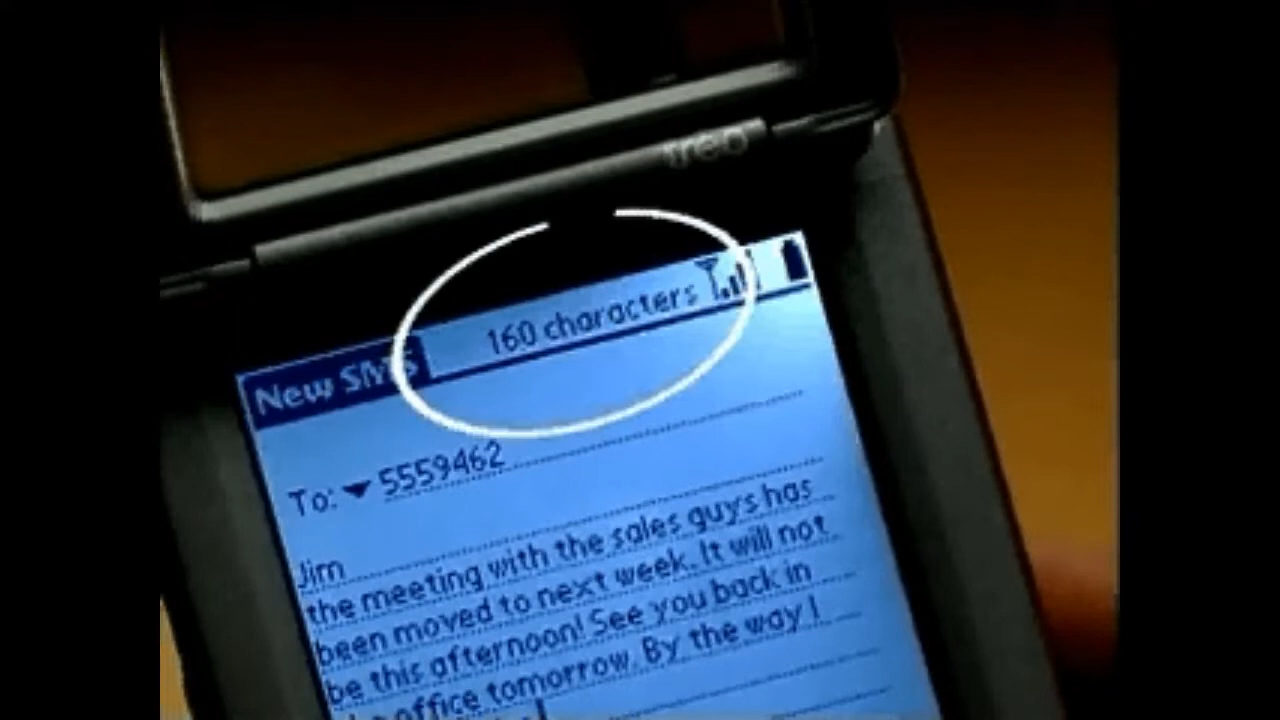 treo
160 characters
New SMS
To: 5559462
Jim
the meeting with the sales guys has
been moved to next week. It will not
be this afternoon! See you back in
office tomorrow. By the way I